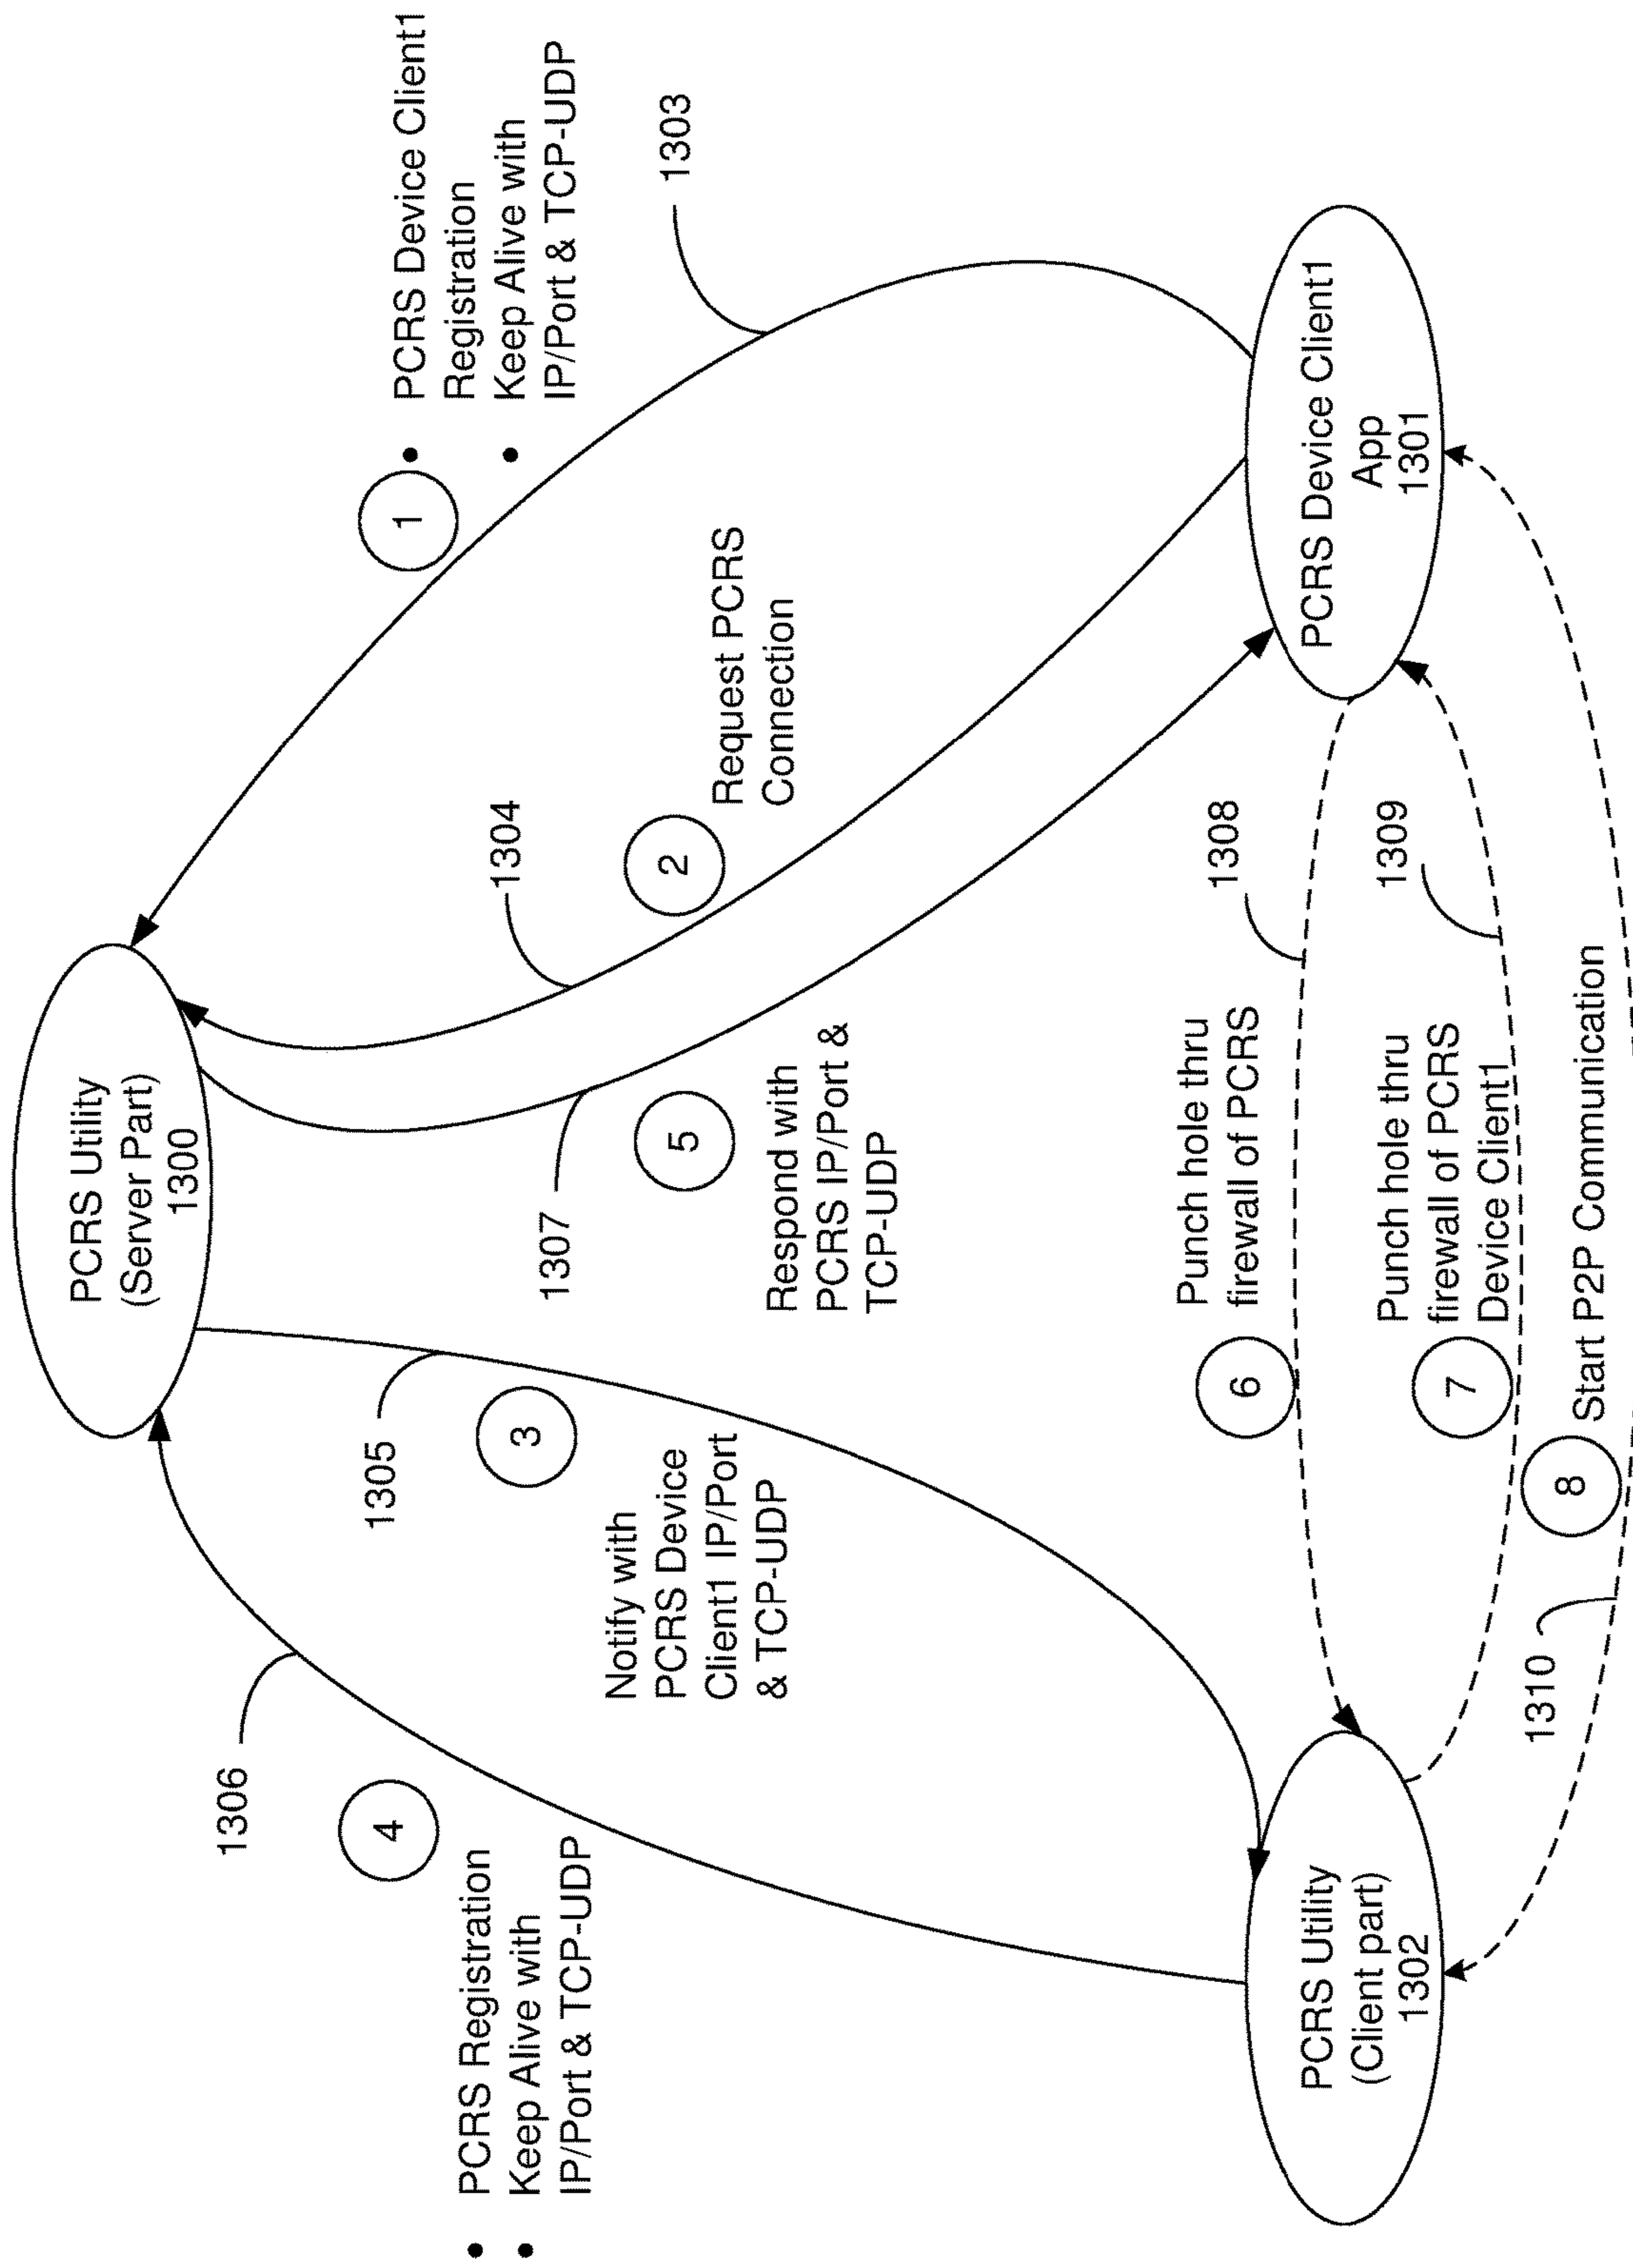 PCRS Utility
(Server Part)
1300
1
• PCRS Device Client1
Registration
• Keep Alive with
IP/Port & TCP-UDP
1303
1306
4
• PCRS Registration
• Keep Alive with
IP/Port & TCP-UDP
1305
3
Notify with
PCRS Device
Client1 IP/Port
& TCP-UDP
1304
2
Request PCRS
Connection
1307
5
Respond with
PCRS IP/Port &
TCP-UDP
PCRS Utility
(Client part)
1302
PCRS Device Client1
App
1301
6
Punch hole thru
firewall of PCRS
1308
7
Punch hole thru
firewall of PCRS
Device Client1
1309
8
Start P2P Communication
1310